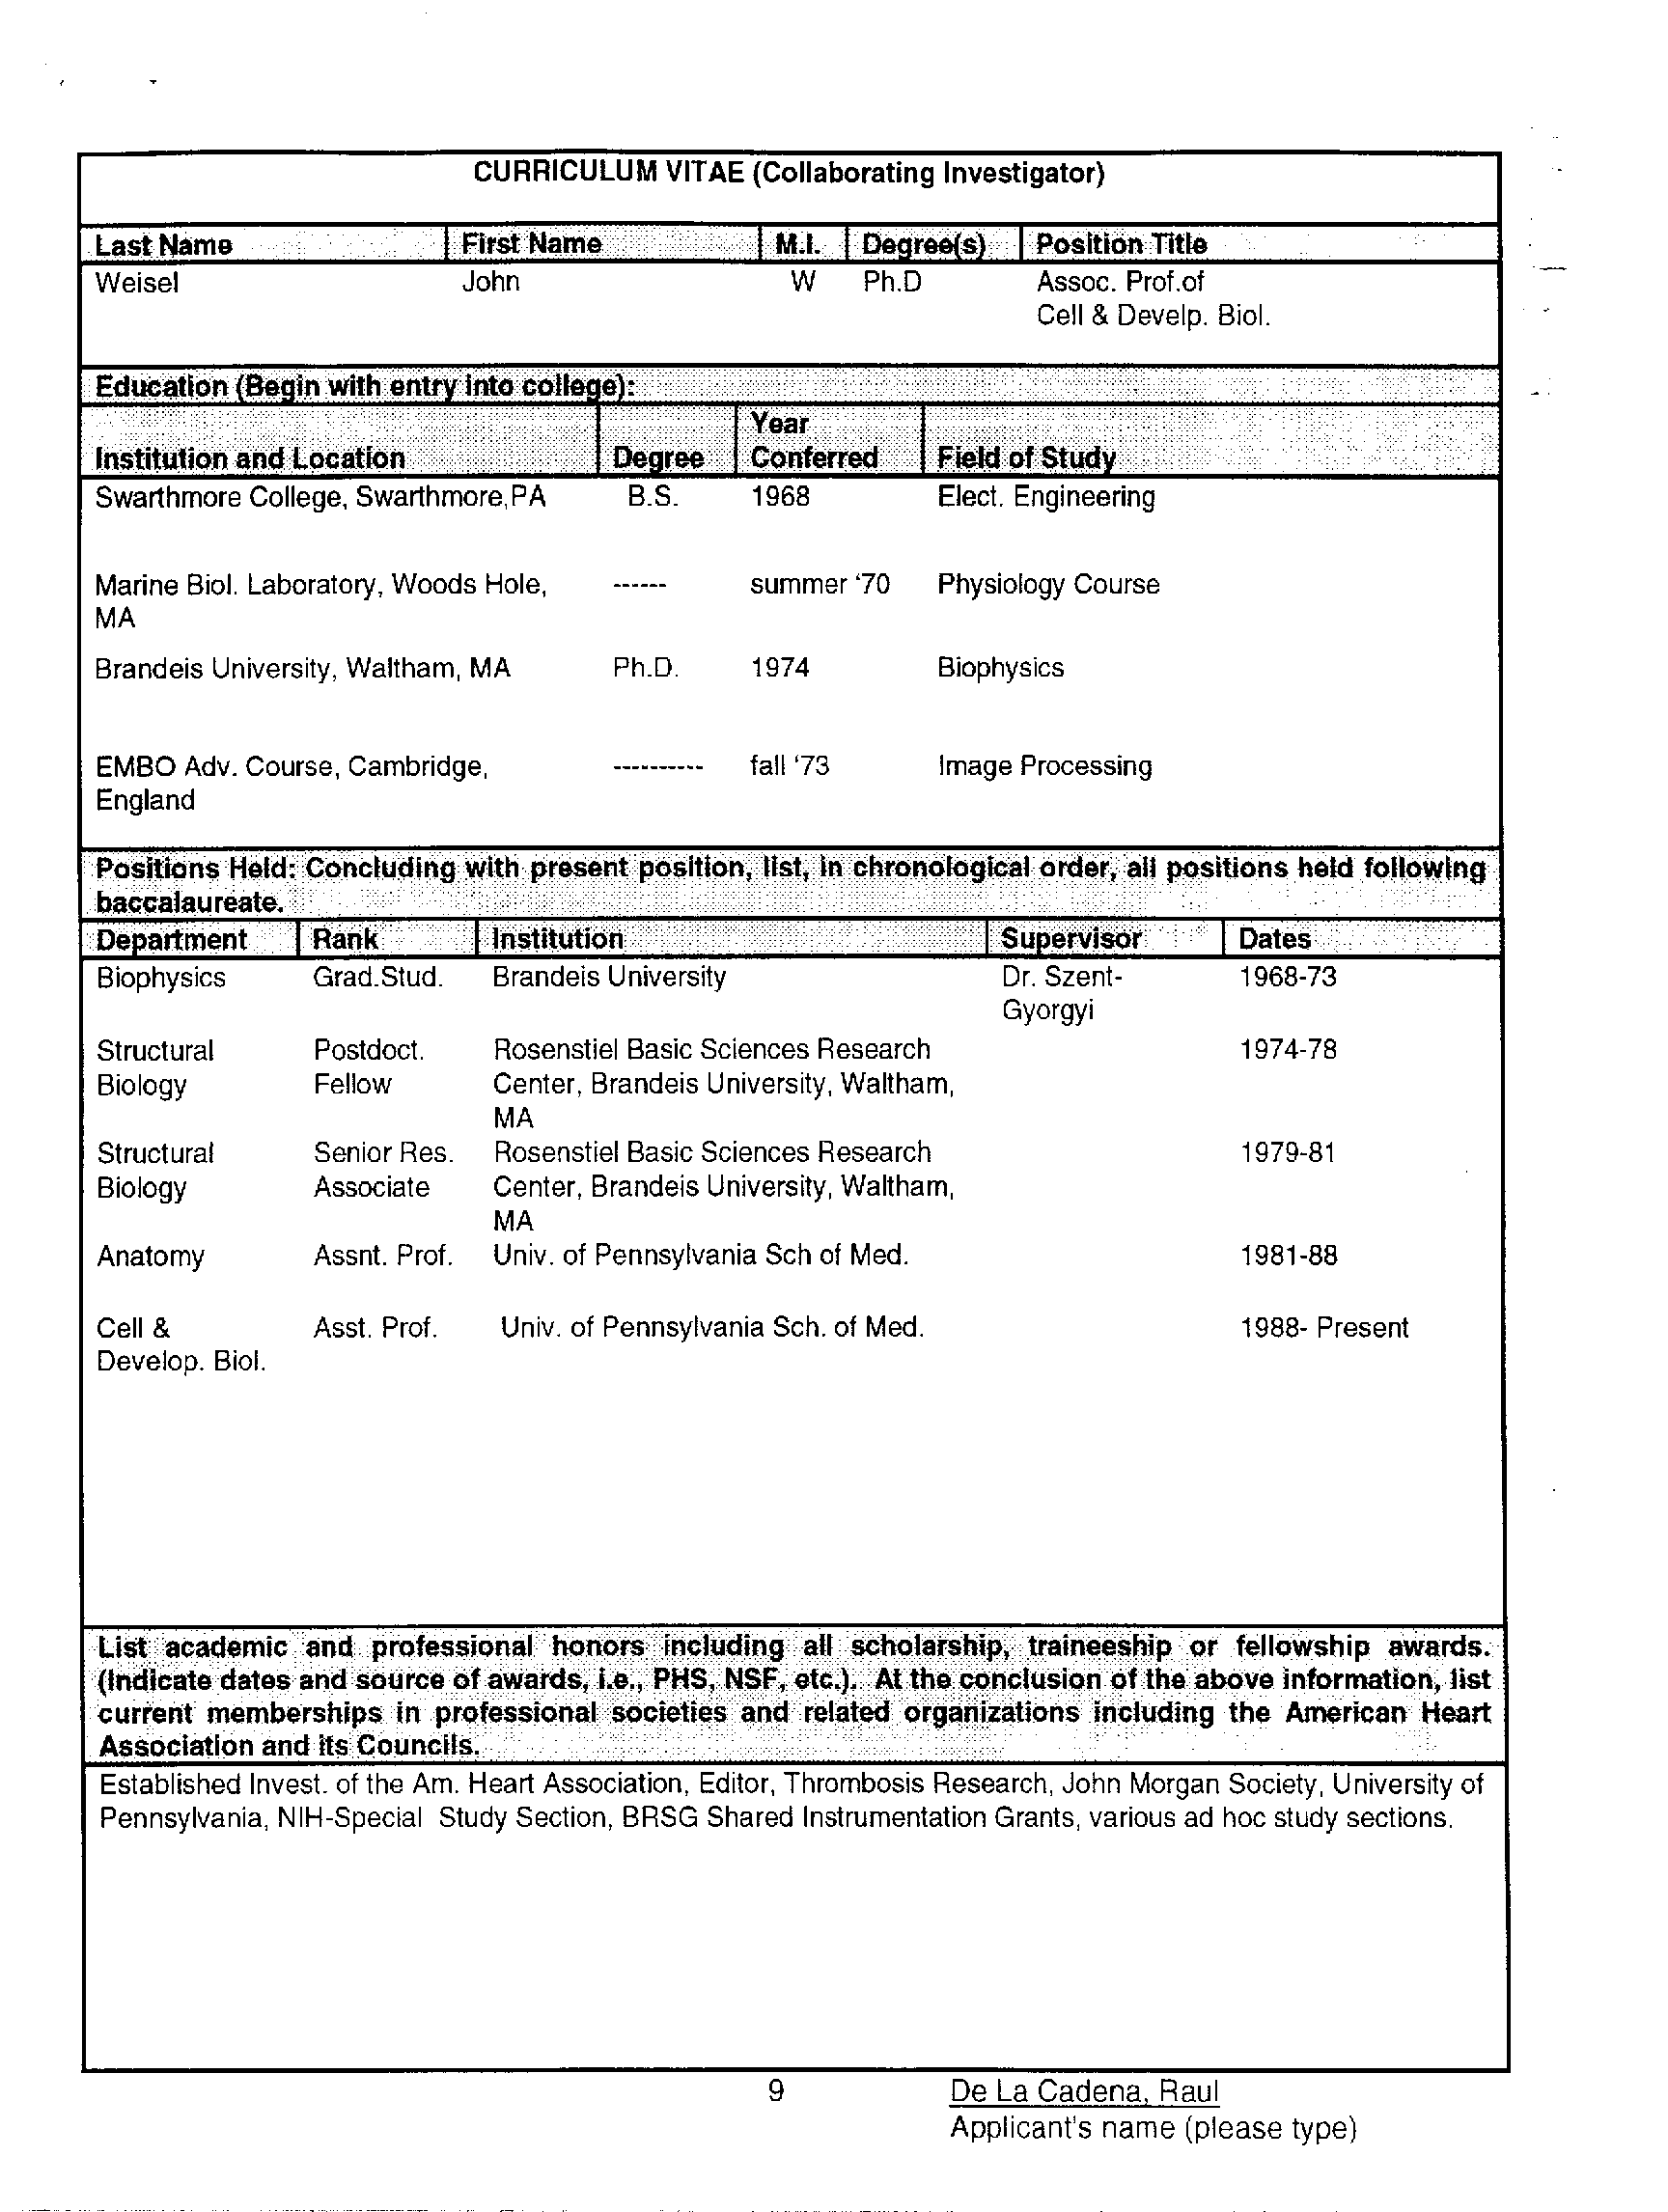 CURRICULUM VITAE (Collaborating Investigator)
Last Name First Name M.I. Degree(s) Position Title
Weisel John W Ph.D Assoc. Prof.of
Cell & Develp. Biol.
Education (Begin with entry into college):
Year
Institution and Location Degree Conferred Field of Study
Swarthmore College, Swarthmore,PA B.S. 1968 Elect. Engineering
Marine Biol. Laboratory, Woods Hole, ------ summer '70 Physiology Course
MA
Brandeis University, Waltham, MA Ph.D. 1974 Biophysics
EMBO Adv. Course, Cambridge, ---------- fall '73 Image Processing
England
Positions Held: Concluding with present position, list, in chronological order, all positions held following
baccalaureate.
Department Rank Institution Supervisor Dates
Biophysics Grad.Stud. Brandeis University Dr. Szent- 1968-73
Gyorgyi
Structural Postdoct. Rosenstiel Basic Sciences Research 1974-78
Biology Fellow Center, Brandeis University, Waltham,
MA
Structural Senior Res. Rosenstiel Basic Sciences Research 1979-81
Biology Associate Center, Brandeis University, Waltham,
MA
Anatomy Assnt. Prof. Univ. of Pennsylvania Sch of Med. 1981-88
Cell & Asst. Prof. Univ. of Pennsylvania Sch. of Med. 1988- Present
Develop. Biol.
List academic and professional honors including all scholarship, traineeship or fellowship awards.
(Indicate dates and source of awards, i.e., PHS, NSF, etc.). At the conclusion of the above information, list
current memberships in professional societies and related organizations including the American Heart
Association and its Councils.
Established Invest. of the Am. Heart Association, Editor, Thrombosis Research, John Morgan Society, University of
Pennsylvania, NIH-Special Study Section, BRSG Shared Instrumentation Grants, various ad hoc study sections.
9 De La Cadena, Raul
Applicant's name (please type)